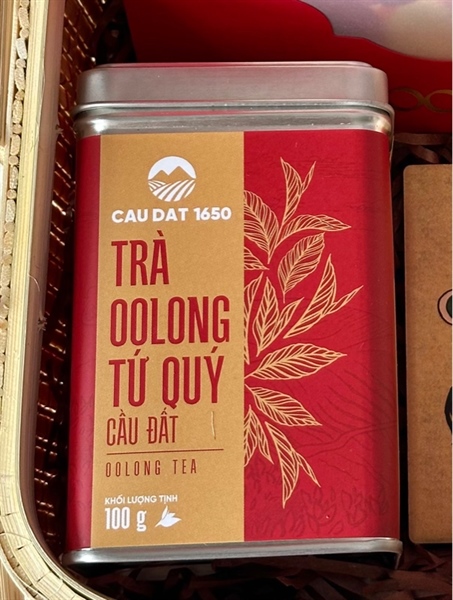 CAU DAT 1650
TRÀ
OOLONG
TỨ QUÝ
CẦU ĐẤT
OOLONG TEA
KHỐI LƯỢNG TỊNH
100 g